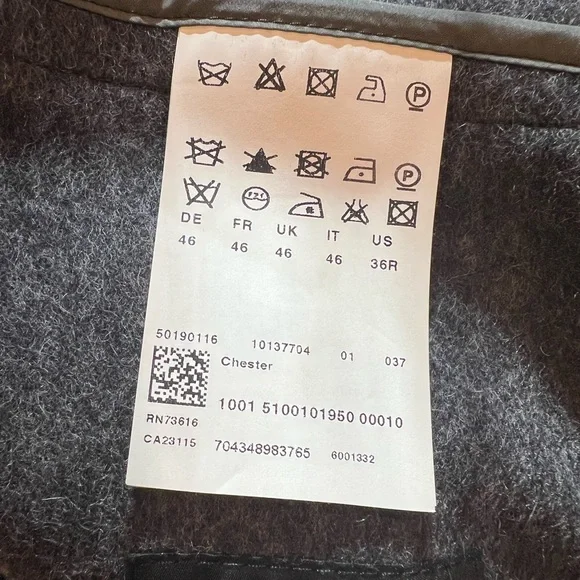 P
P
DE FR UK IT US
46 46 46 46 36R
50190116 10137704 01 037
Chester
1001 5100101950 00010
RN73616
CA23115 704348983765 6001332